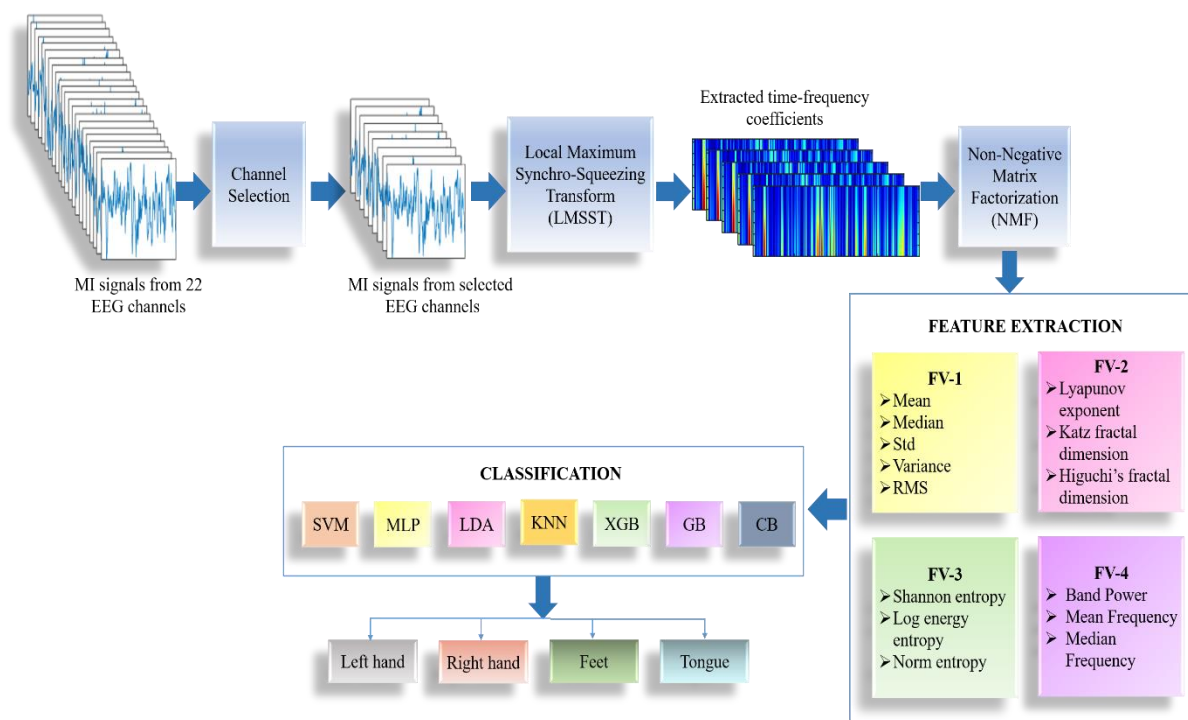 MI signals from 22
EEG channels
Channel
Selection
MI signals from selected
EEG channels
Local Maximum
Synchro-Squeezing
Transform
(LMSST)
Extracted time-frequency
coefficients
Non-Negative
Matrix
Factorization
(NMF)
FEATURE EXTRACTION
FV-1
➢Mean
➢Median
➢Std
➢Variance
➢RMS
FV-2
➢Lyapunov
exponent
➢Katz fractal
dimension
➢Higuchi’s fractal
dimension
FV-3
➢Shannon entropy
➢Log energy
entropy
➢Norm entropy
FV-4
➢ Band Power
➢ Mean Frequency
➢ Median
Frequency
CLASSIFICATION
SVM
MLP
LDA
KNN
XGB
GB
CB
Left hand
Right hand
Feet
Tongue